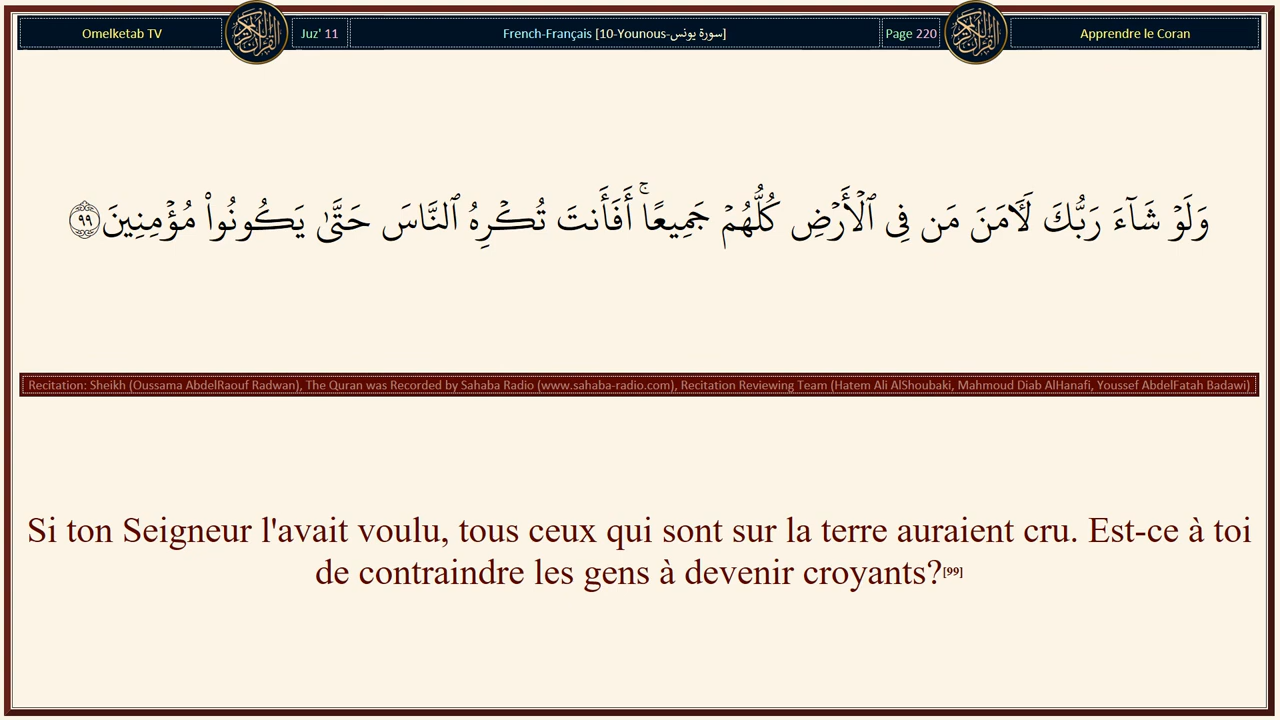 Omelketab TV
Juz' 11
French-Français [10-Younous-سورة يونس]
Page 220
Apprendre le Coran
وَلَوۡ شَآءَ رَبُّكَ لَأٓمَنَ مَن فِي ٱلۡأَرۡضِ كُلُّهُمۡ جَمِيعًاۚ أَفَأَنتَ تُكۡرِهُ ٱلنَّاسَ حَتَّىٰ يَكُونُواْ مُؤۡمِنِينَ ٩٩
Recitation: Sheikh (Oussama AbdelRaouf Radwan), The Quran was Recorded by Sahaba Radio (www.sahaba-radio.com), Recitation Reviewing Team (Hatem Ali AlShoubaki, Mahmoud Diab AlHanafi, Youssef AbdelFatah Badawi)
Si ton Seigneur l'avait voulu, tous ceux qui sont sur la terre auraient cru. Est-ce à toi
de contraindre les gens à devenir croyants?[99]